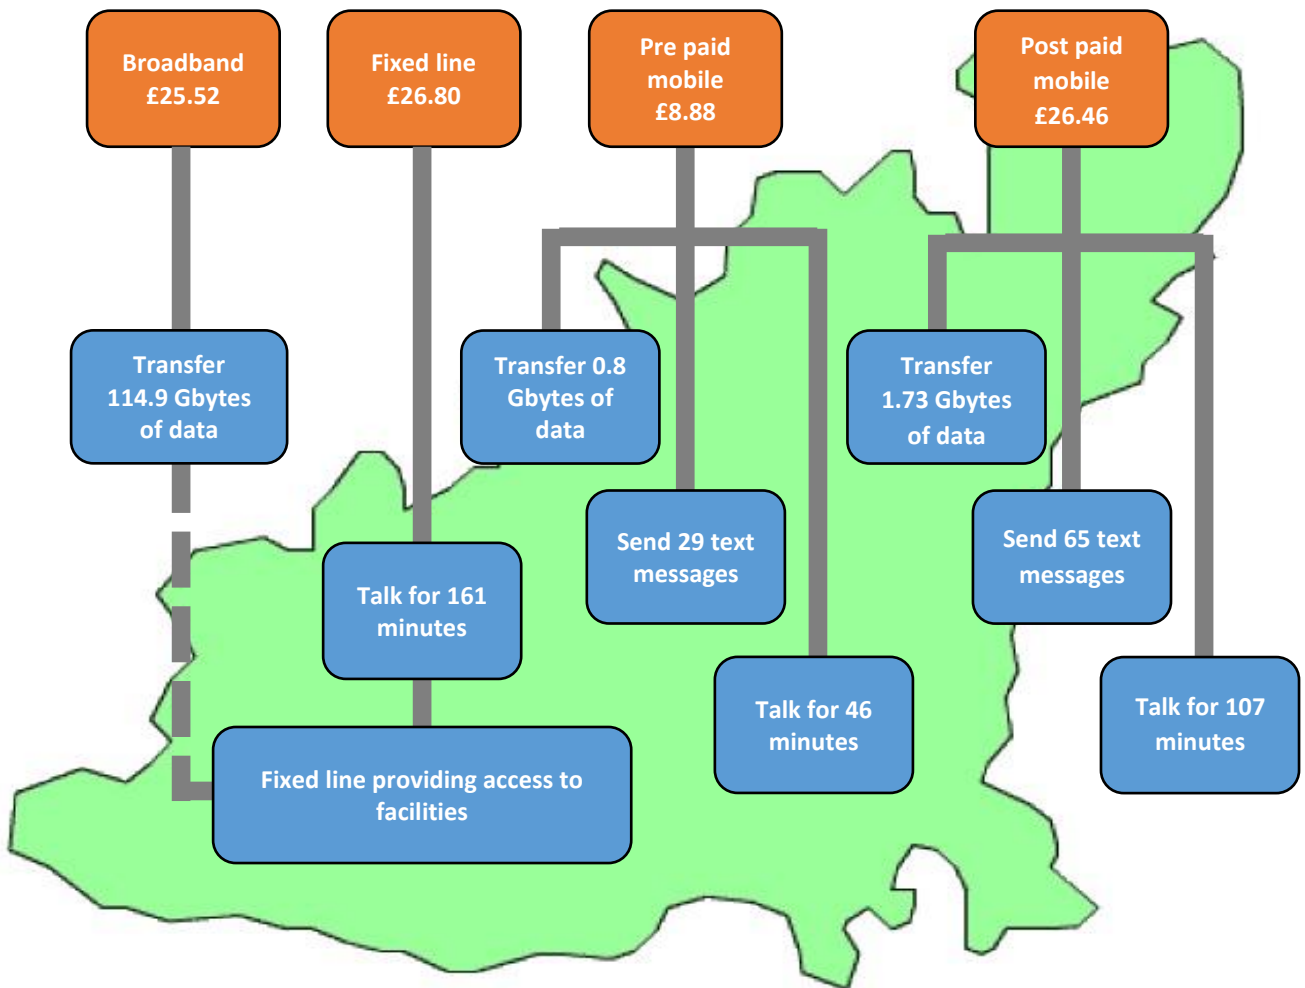 Broadband
£25.52
Fixed line
£26.80
Pre paid
mobile
£8.88
Post paid
mobile
£26.46
Transfer
114.9 Gbytes
of data
Transfer 0.8
Gbytes of
data
Transfer
1.73 Gbytes
of data
Send 29 text
messages
Send 65 text
messages
Talk for 161
minutes
Talk for 46
minutes
Talk for 107
minutes
Fixed line providing access to
facilities